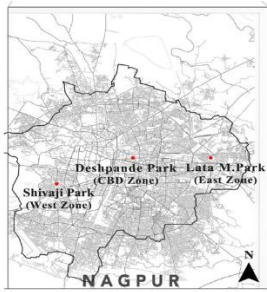 Deshpande Park
(CBD Zone)
Lata M.Park
(East Zone)
Shivaji Park
(West Zone)
N
NAGPUR